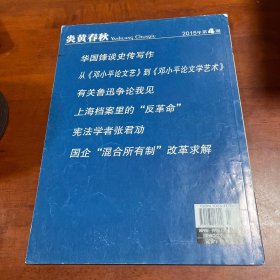 炎黄春秋 Yanhuang Chunqiu 2015年第4期
华国锋谈史传写作
从《邓小平论文艺》到《邓小平论文学艺术》
有关鲁迅争论我见
上海档案里的“反革命”
宪法学者张君劢
国企“混合所有制”改革求解